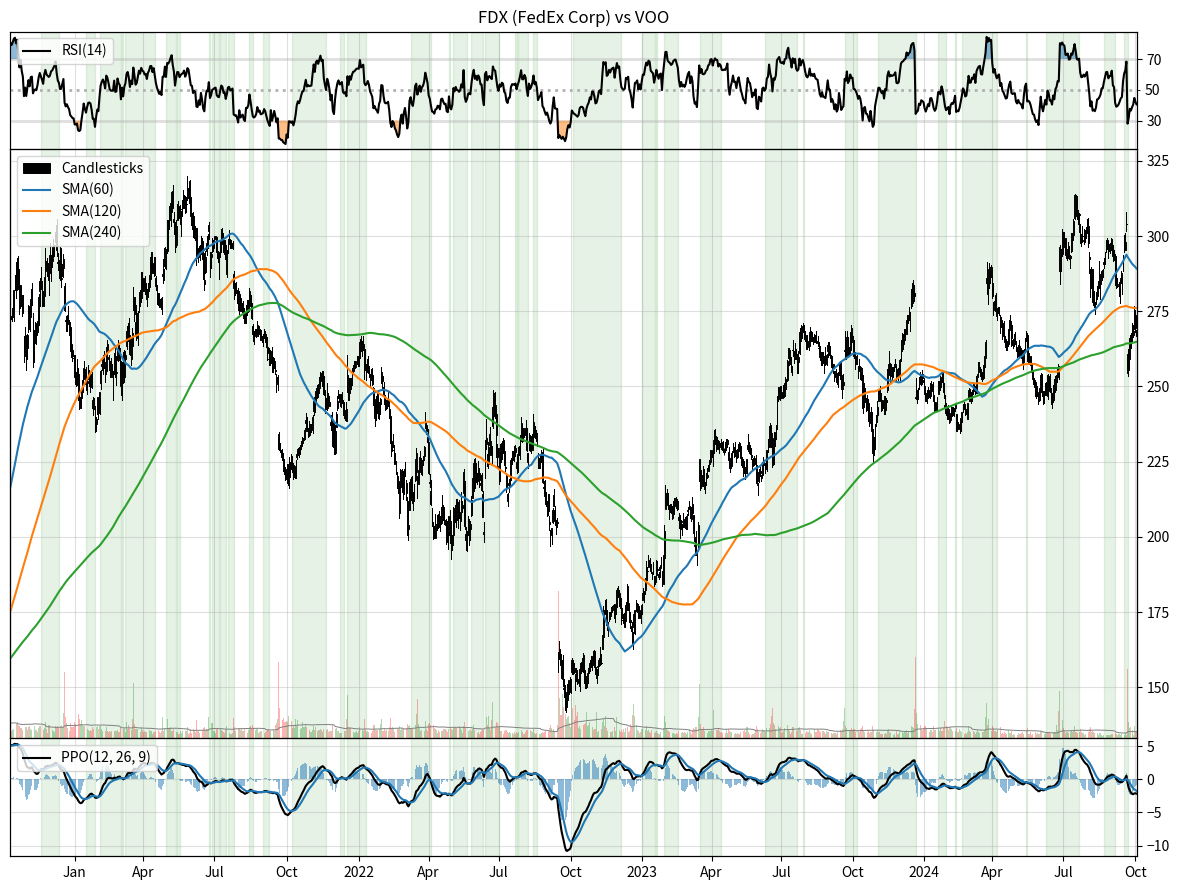 FDX (FedEx Corp) vs VOO
RSI(14)
70
50
30
Candlesticks
SMA(60)
SMA(120)
SMA(240)
325
300
275
250
225
200
175
150
PPO(12, 26, 9)
5
0
−5
−10
Jan Apr Jul Oct 2022 Apr Jul Oct 2023 Apr Jul Oct 2024 Apr Jul Oct